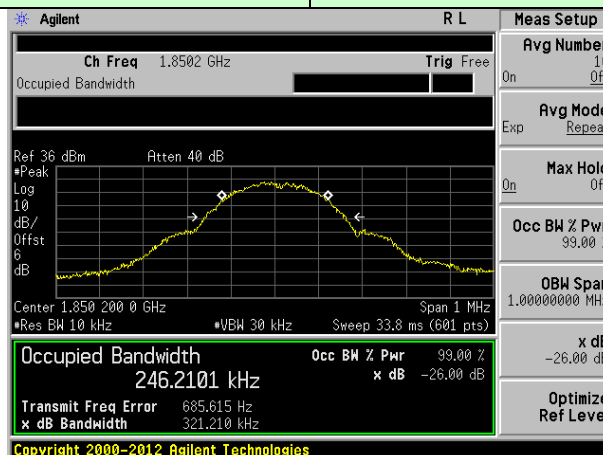 Agilent R L Meas Setup
Ch Freq 1.8502 GHz Trig Free
Occupied Bandwidth
Avg Number
10
On Off
Avg Mode
Exp Repeat
Max Hold
On Off
Occ BW % Pwr
99.00 %
OBW Span
1.00000000 MHz
x dB
-26.00 dB
Optimize
Ref Level
Ref 36 dBm Atten 40 dB
#Peak
Log
10
dB/
Offst
6
dB
Center 1.850 200 0 GHz Span 1 MHz
#Res BW 10 kHz #VBW 30 kHz Sweep 33.8 ms (601 pts)
Occupied Bandwidth Occ BW % Pwr 99.00 %
246.2101 kHz x dB -26.00 dB
Transmit Freq Error 685.615 Hz
x dB Bandwidth 321.210 kHz
Copyright 2000-2012 Agilent Technologies